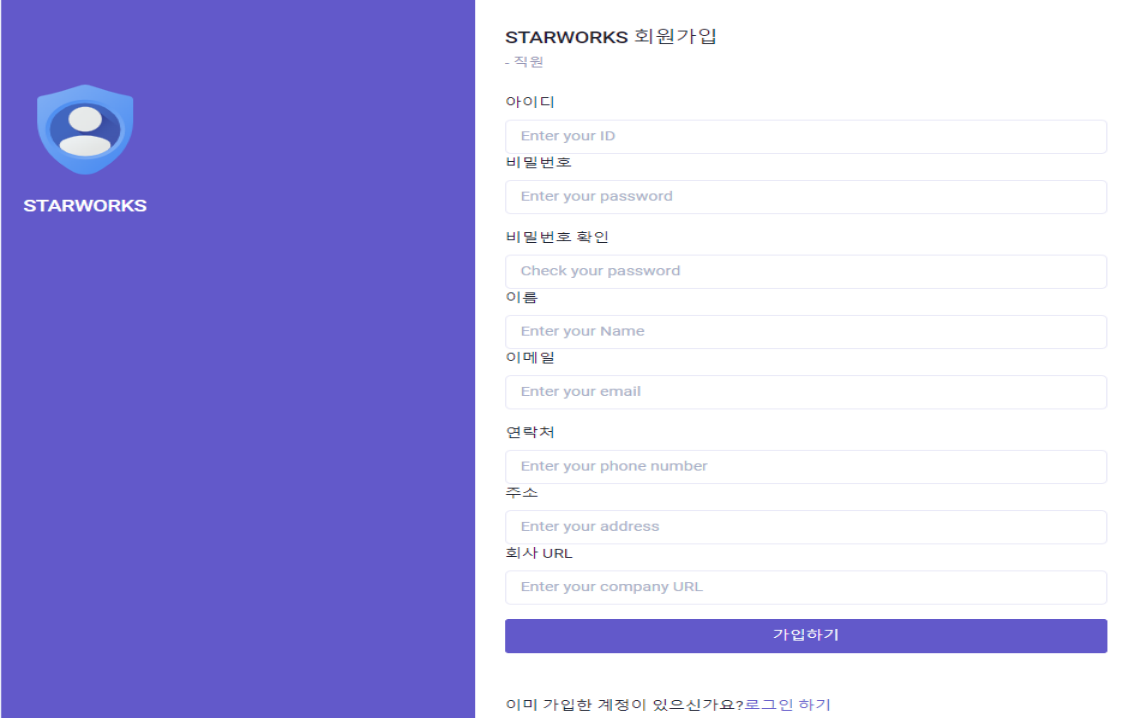 STARWORKS
STARWORKS 회원가입
- 직원
아이디
Enter your ID
비밀번호
Enter your password
비밀번호 확인
Check your password
이름
Enter your Name
이메일
Enter your email
연락처
Enter your phone number
주소
Enter your address
회사 URL
Enter your company URL
가입하기
이미 가입한 계정이 있으신가요?로그인 하기